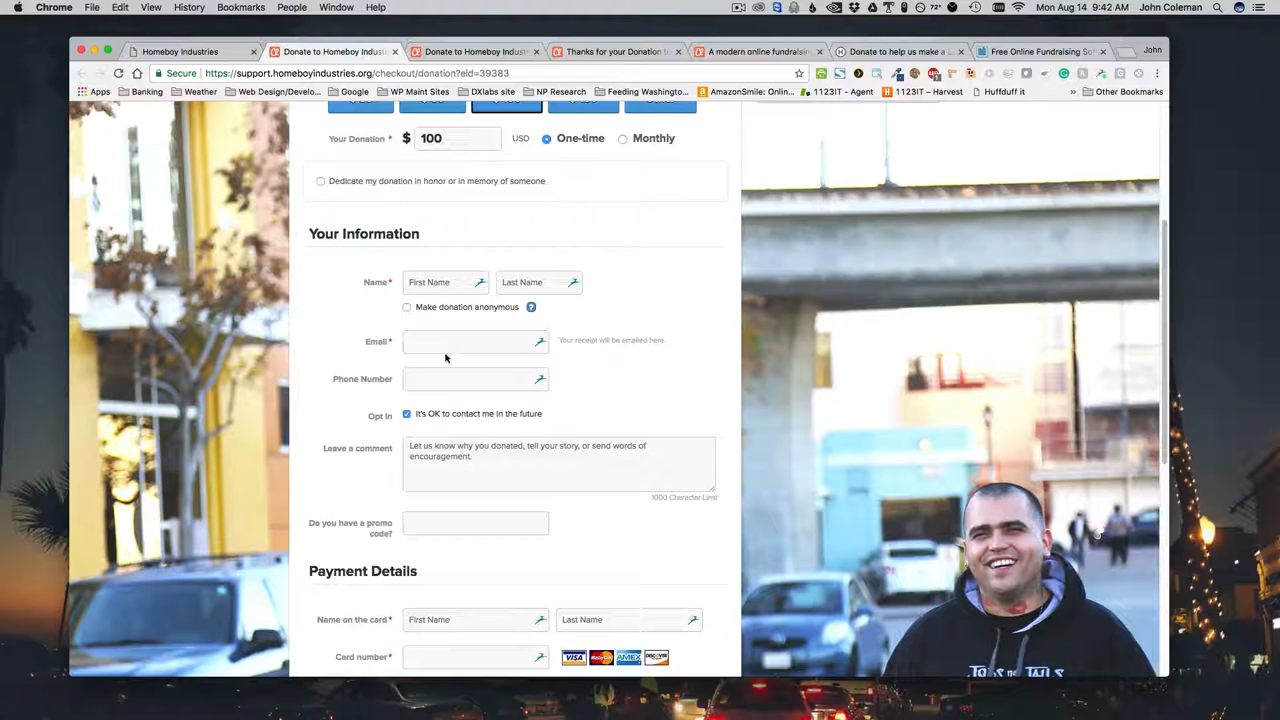 Chrome File Edit View History Bookmarks People Window Help 72° Mon Aug 14 9:42 AM John Coleman
Homeboy Industries Donate to Homeboy Indust Donate to Homeboy Indust Thanks for your Donation t A modern online fundraising Donate to help us make a L Free Online Fundraising Sof John
Secure https://support.homeboyindustries.org/checkout/donation?eid=39383
Apps Banking Weather Web Design/Develo... Google WP Maint Sites DXlabs site NP Research Feeding Washingto... AmazonSmile: Onlin... 1123IT - Agent 1123IT — Harvest Huffduff it » Other Bookmarks
Your Donation * $ 100 USD One-time Monthly
Dedicate my donation in honor or in memory of someone
Your Information
Name* First Name Last Name
Make donation anonymous ?
Email* Your receipt will be emailed here.
Phone Number
Opt In It's OK to contact me in the future
Leave a comment Let us know why you donated, tell your story, or send words of
encouragement.
1000 Character Limit
Do you have a promo
code?
Payment Details
Name on the card* First Name Last Name
Card number* VISA MasterCard AMEX DISCOVER